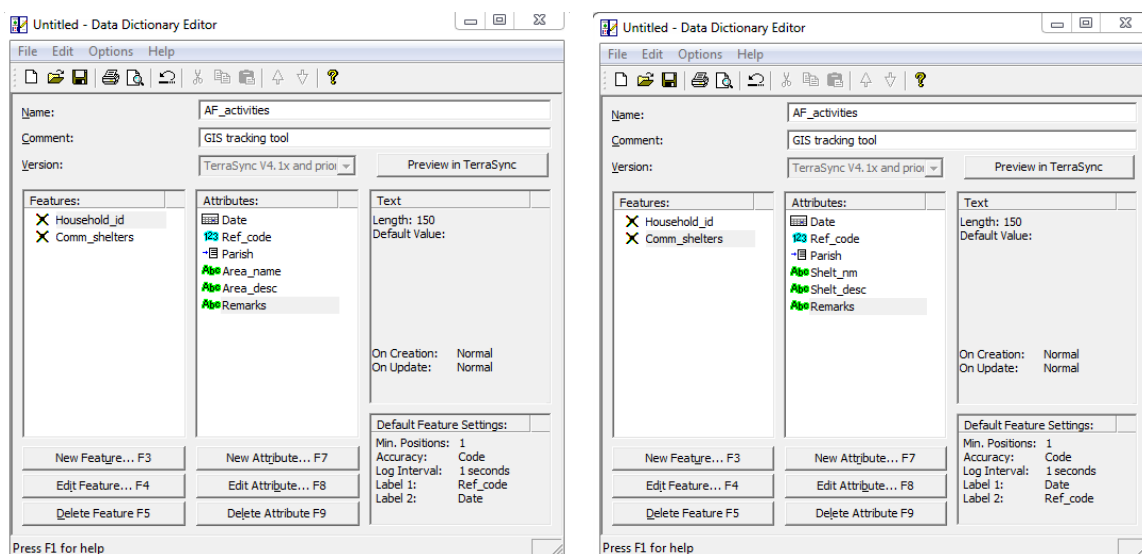 Untitled - Data Dictionary Editor
File Edit Options Help
Name: AF_activities
Comment: GIS tracking tool
Version: TerraSync V4.1x and prior Preview in TerraSync
Features: Attributes: Text
Household_id
Comm_shelters
Date
123 Ref_code
Parish
Abc Area_name
Abc Area_desc
Abc Remarks
Length: 150
Default Value:
On Creation: Normal
On Update: Normal
Default Feature Settings:
Min. Positions: 1
Accuracy: Code
Log Interval: 1 seconds
Label 1: Ref_code
Label 2: Date
New Feature... F3 New Attribute... F7
Edit Feature... F4 Edit Attribute... F8
Delete Feature F5 Delete Attribute F9
Press F1 for help
Untitled - Data Dictionary Editor
File Edit Options Help
Name: AF_activities
Comment: GIS tracking tool
Version: TerraSync V4.1x and prior Preview in TerraSync
Features: Attributes: Text
Household_id
Comm_shelters
Date
123 Ref_code
Parish
Abc Shelt_nm
Abc Shelt_desc
Abc Remarks
Length: 150
Default Value:
On Creation: Normal
On Update: Normal
Default Feature Settings:
Min. Positions: 1
Accuracy: Code
Log Interval: 1 seconds
Label 1: Date
Label 2: Ref_code
New Feature... F3 New Attribute... F7
Edit Feature... F4 Edit Attribute... F8
Delete Feature F5 Delete Attribute F9
Press F1 for help